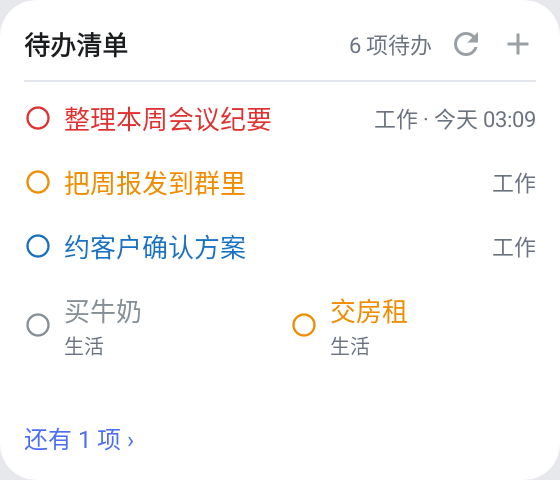 待办清单 6 项待办
整理本周会议纪要 工作 · 今天 03:09
把周报发到群里 工作
约客户确认方案 工作
买牛奶 交房租
生活 生活
还有 1 项 ›